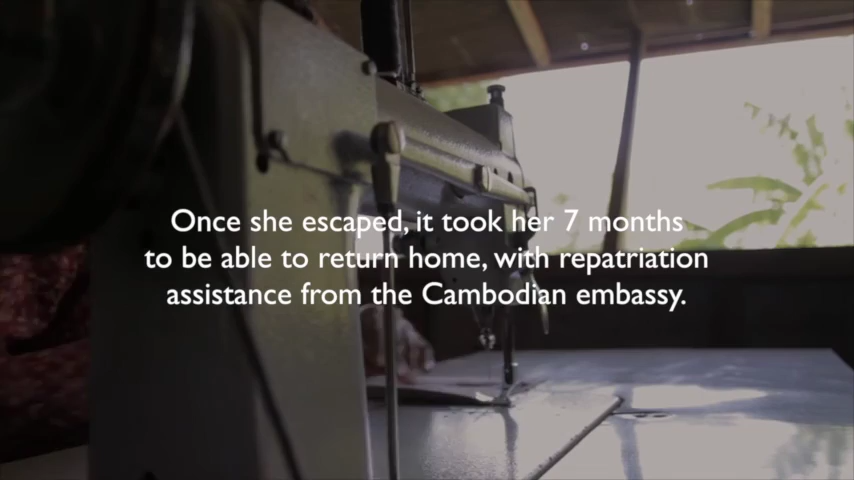 Once she escaped, it took her 7 months
to be able to return home, with repatriation
assistance from the Cambodian embassy.